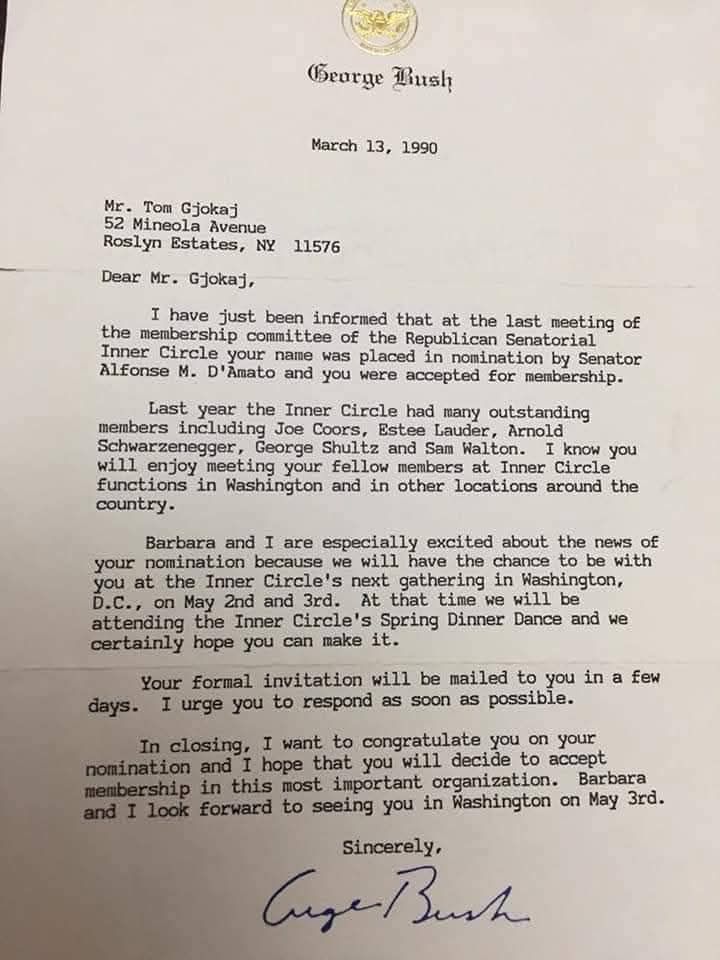 George Bush
March 13, 1990
Mr. Tom Gjokaj
52 Mineola Avenue
Roslyn Estates, NY 11576
Dear Mr. Gjokaj,
I have just been informed that at the last meeting of
the membership committee of the Republican Senatorial
Inner Circle your name was placed in nomination by Senator
Alfonse M. D'Amato and you were accepted for membership.
Last year the Inner Circle had many outstanding
members including Joe Coors, Estee Lauder, Arnold
Schwarzenegger, George Shultz and Sam Walton. I know you
will enjoy meeting your fellow members at Inner Circle
functions in Washington and in other locations around the
country.
Barbara and I are especially excited about the news of
your nomination because we will have the chance to be with
you at the Inner Circle's next gathering in Washington,
D.C., on May 2nd and 3rd. At that time we will be
attending the Inner Circle's Spring Dinner Dance and we
certainly hope you can make it.
Your formal invitation will be mailed to you in a few
days. I urge you to respond as soon as possible.
In closing, I want to congratulate you on your
nomination and I hope that you will decide to accept
membership in this most important organization. Barbara
and I look forward to seeing you in Washington on May 3rd.
Sincerely,
George Bush